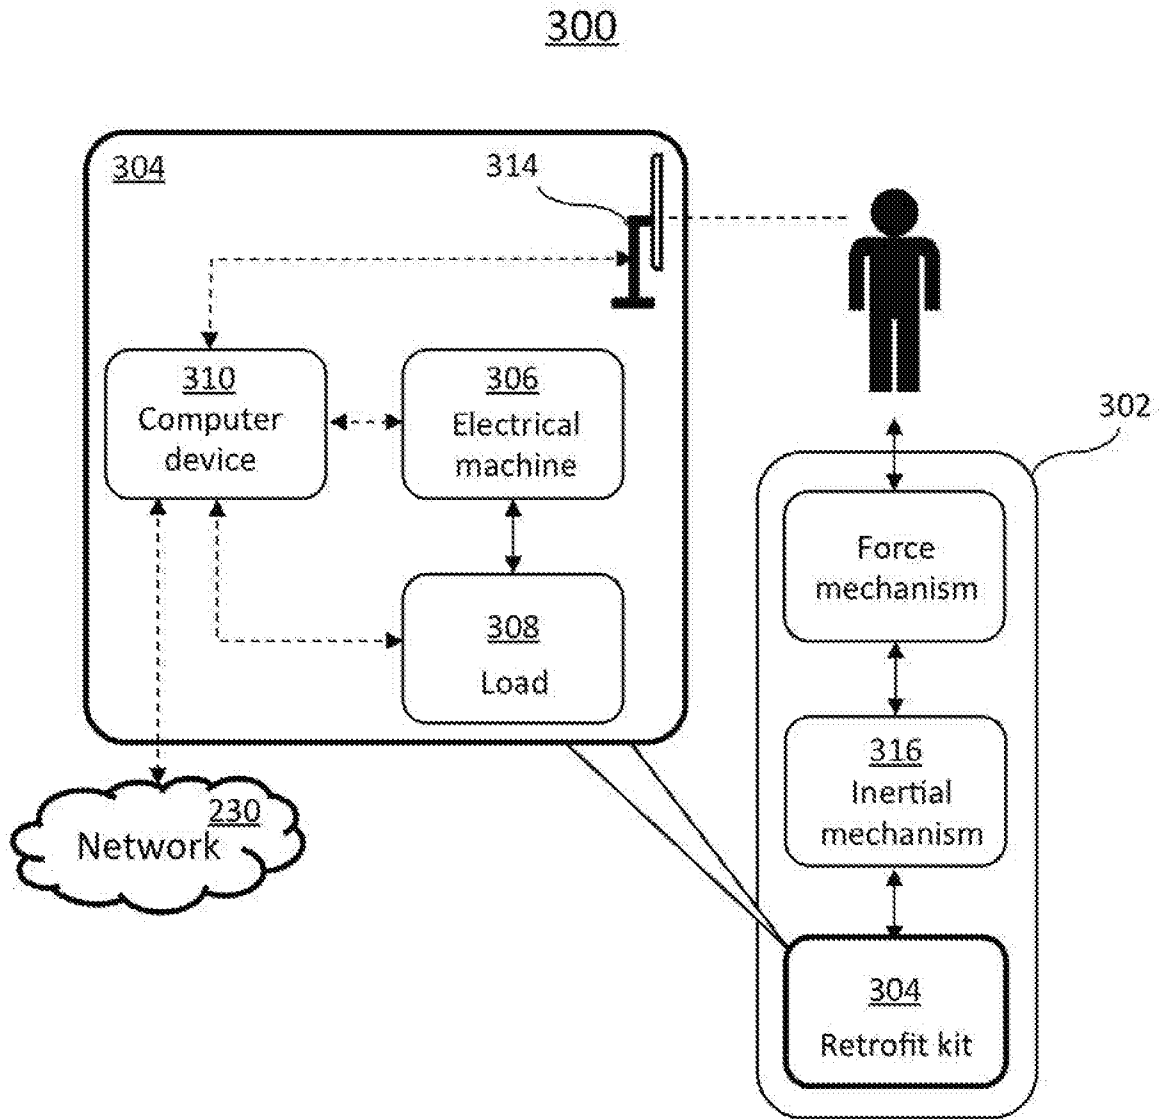 300
304
314
310
Computer
device
306
Electrical
machine
308
Load
230
Network
302
Force
mechanism
316
Inertial
mechanism
304
Retrofit kit